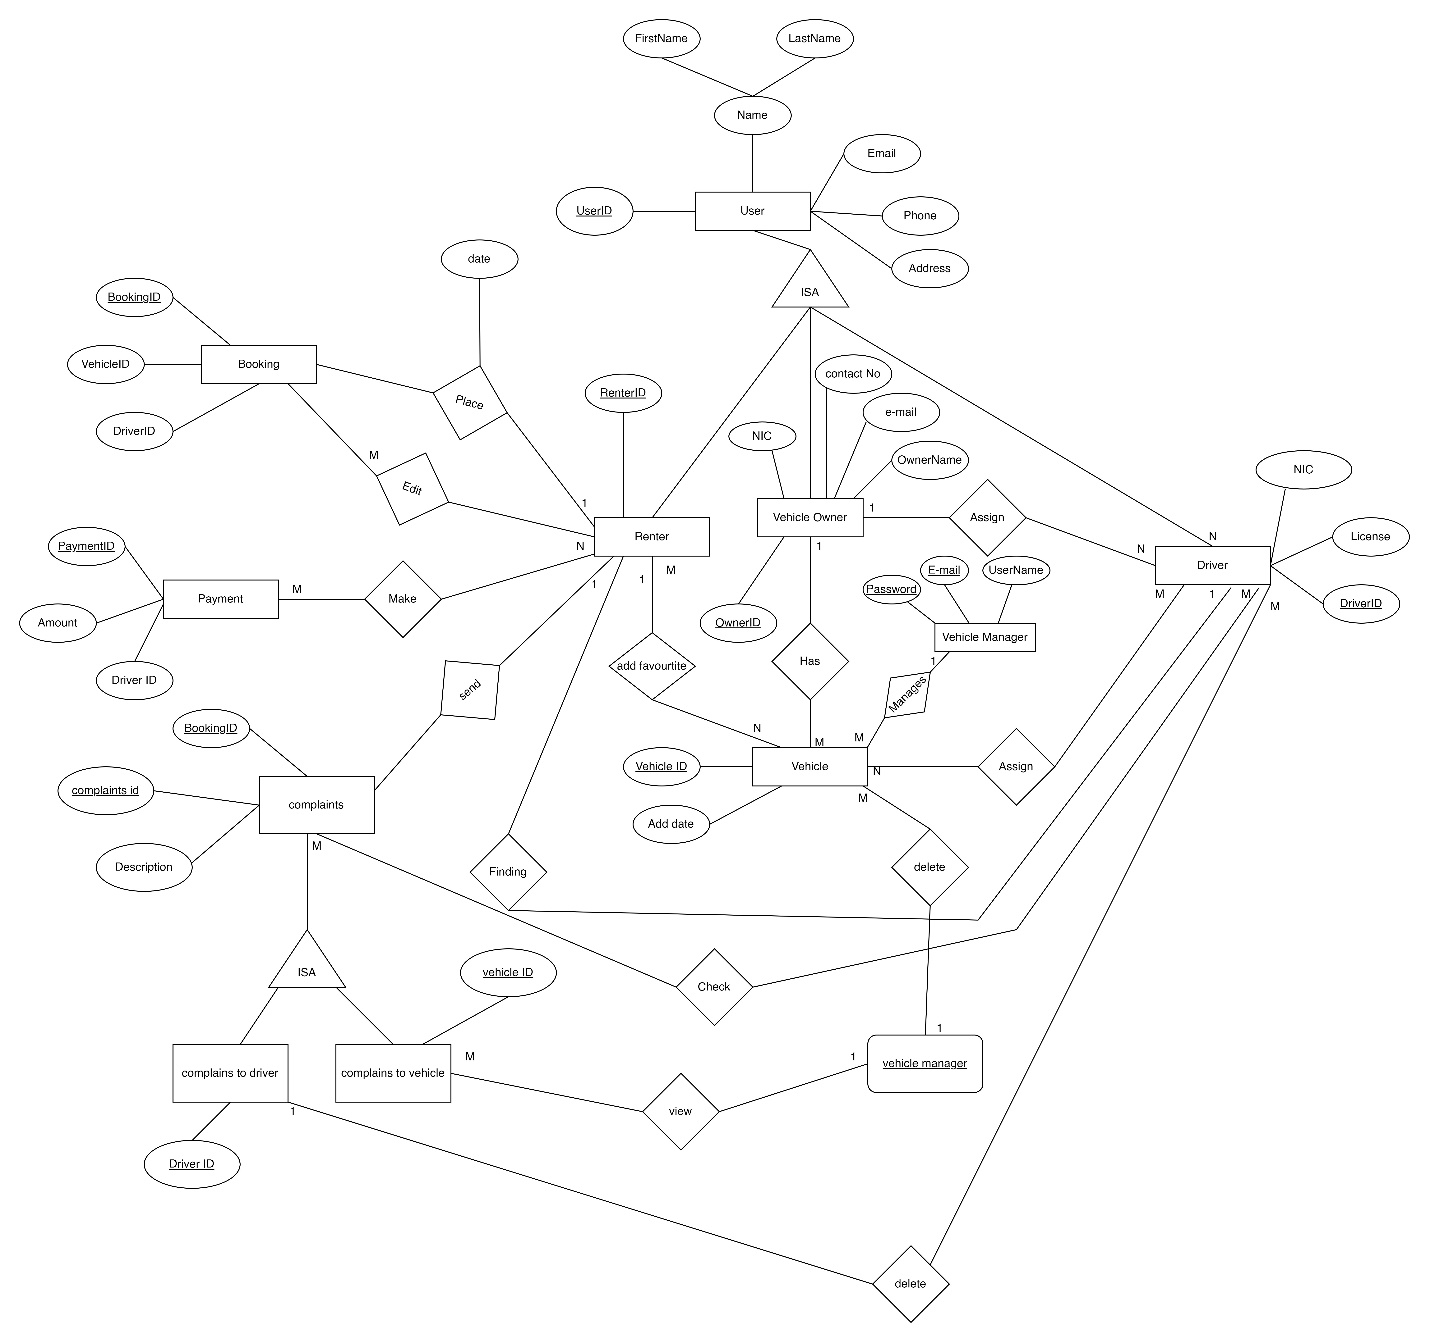 FirstName
LastName
Name
Email
UserID
User
Phone
Address
date
ISA
BookingID
Booking
VehicleID
DriverID
Place
RenterID
contact No
e-mail
NIC
OwnerName
NIC
M
Edit
1
Vehicle Owner
1
Assign
Renter
N
License
PaymentID
N
1
N
Driver
E-mail
UserName
Password
M
1
M
M
1
M
M
Payment
Make
Amount
DriverID
OwnerID
Vehicle Manager
Driver ID
send
add favourtite
Has
1
Manages
BookingID
N
M
M
Vehicle ID
Vehicle
N
Assign
complaints id
complaints
Add date
M
M
Description
Finding
delete
ISA
vehicle ID
Check
1
M
1
complains to driver
complains to vehicle
vehicle manager
1
view
Driver ID
delete